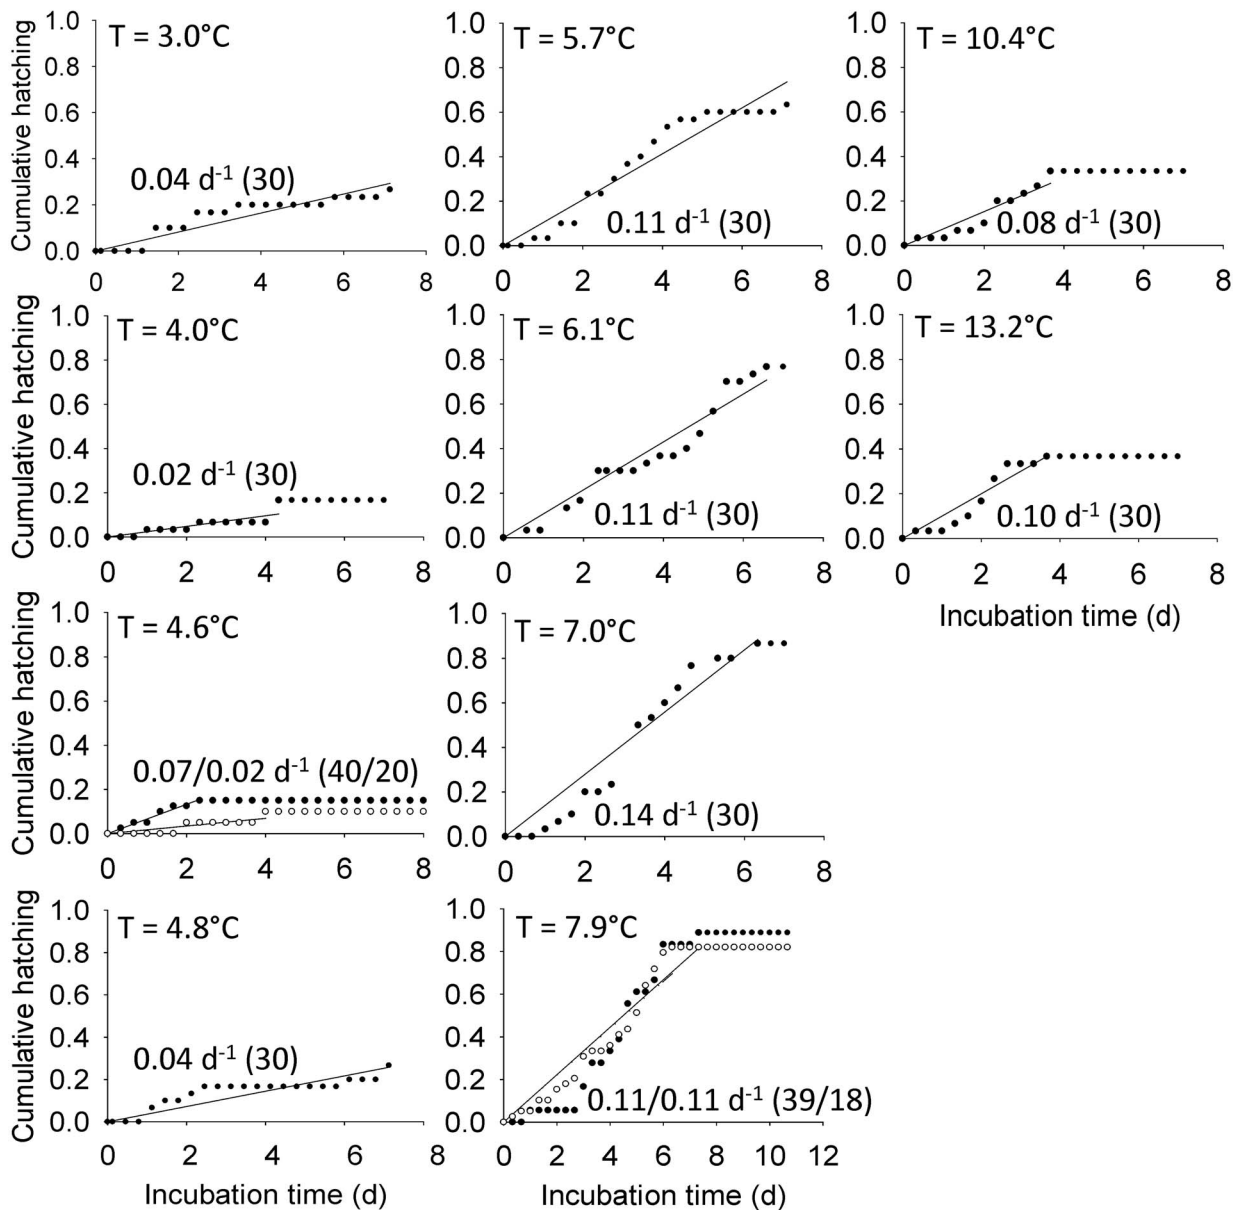 Cumulative hatching
1.0
0.8
0.6
0.4
0.2
0.0
T = 3.0°C
0.04 d-1 (30)
0 2 4 6 8
1.0
0.8
0.6
0.4
0.2
0.0
T = 5.7°C
0.11 d-1 (30)
0 2 4 6 8
1.0
0.8
0.6
0.4
0.2
0.0
T = 10.4°C
0.08 d-1 (30)
0 2 4 6 8
Cumulative hatching
1.0
0.8
0.6
0.4
0.2
0.0
T = 4.0°C
0.02 d-1 (30)
0 2 4 6 8
1.0
0.8
0.6
0.4
0.2
0.0
T = 6.1°C
0.11 d-1 (30)
0 2 4 6 8
1.0
0.8
0.6
0.4
0.2
0.0
T = 13.2°C
0.10 d-1 (30)
0 2 4 6 8
Incubation time (d)
Cumulative hatching
1.0
0.8
0.6
0.4
0.2
0.0
T = 4.6°C
0.07/0.02 d-1 (40/20)
0 2 4 6 8
1.0
0.8
0.6
0.4
0.2
0.0
T = 7.0°C
0.14 d-1 (30)
0 2 4 6 8
Cumulative hatching
1.0
0.8
0.6
0.4
0.2
0.0
T = 4.8°C
0.04 d-1 (30)
0 2 4 6 8
Incubation time (d)
1.0
0.8
0.6
0.4
0.2
0.0
T = 7.9°C
0.11/0.11 d-1 (39/18)
0 2 4 6 8 10 12
Incubation time (d)